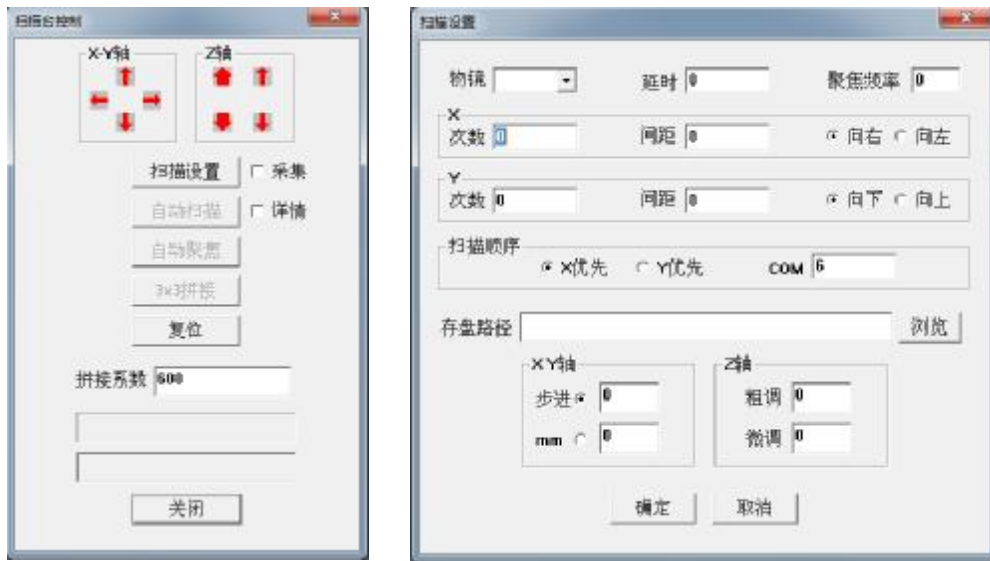 扫描台控制
X-Y轴 Z轴
扫描设置 采集
自动扫描 详情
自动聚焦
3x3拼接
复位
拼接系数 600
关闭
扫描设置
物镜 延时 0 聚焦频率 0
X
次数 0 间距 0 向右 向左
Y
次数 0 间距 0 向下 向上
扫描顺序
X优先 Y优先 COM 6
存盘路径 浏览
XY轴 Z轴
步进 0 粗调 0
mm 0 微调 0
确定 取消